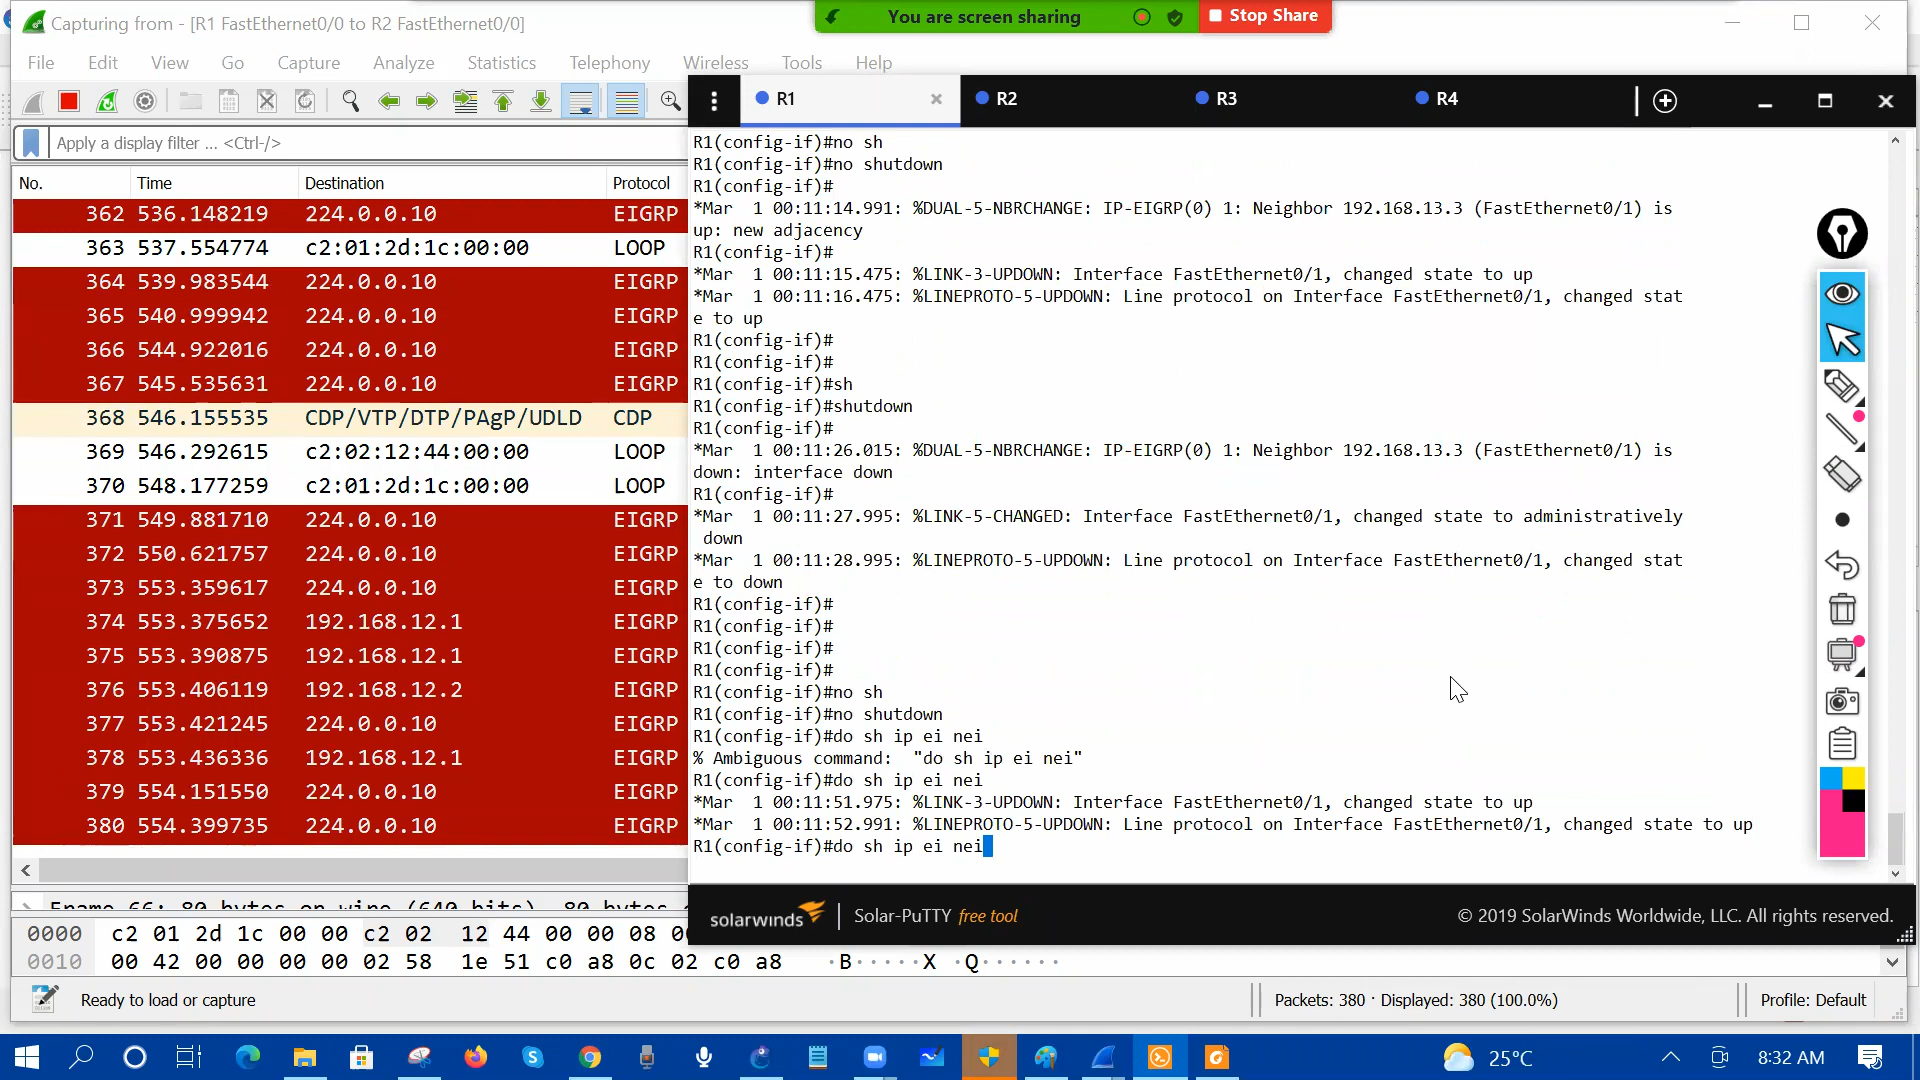 Capturing from - [R1 FastEthernet0/0 to R2 FastEthernet0/0]
You are screen sharing
Stop Share
File Edit View Go Capture Analyze Statistics Telephony Wireless Tools Help
R1 R2 R3 R4
Apply a display filter ... <Ctrl-/>
No. Time Destination Protocol
362 536.148219 224.0.0.10 EIGRP
363 537.554774 c2:01:2d:1c:00:00 LOOP
364 539.983544 224.0.0.10 EIGRP
365 540.999942 224.0.0.10 EIGRP
366 544.922016 224.0.0.10 EIGRP
367 545.535631 224.0.0.10 EIGRP
368 546.155535 CDP/VTP/DTP/PAgP/UDLD CDP
369 546.292615 c2:02:12:44:00:00 LOOP
370 548.177259 c2:01:2d:1c:00:00 LOOP
371 549.881710 224.0.0.10 EIGRP
372 550.621757 224.0.0.10 EIGRP
373 553.359617 224.0.0.10 EIGRP
374 553.375652 192.168.12.1 EIGRP
375 553.390875 192.168.12.1 EIGRP
376 553.406119 192.168.12.2 EIGRP
377 553.421245 224.0.0.10 EIGRP
378 553.436336 192.168.12.1 EIGRP
379 554.151550 224.0.0.10 EIGRP
380 554.399735 224.0.0.10 EIGRP
R1(config-if)#no sh
R1(config-if)#no shutdown
R1(config-if)#
*Mar  1 00:11:14.991: %DUAL-5-NBRCHANGE: IP-EIGRP(0) 1: Neighbor 192.168.13.3 (FastEthernet0/1) is
up: new adjacency
R1(config-if)#
*Mar  1 00:11:15.475: %LINK-3-UPDOWN: Interface FastEthernet0/1, changed state to up
*Mar  1 00:11:16.475: %LINEPROTO-5-UPDOWN: Line protocol on Interface FastEthernet0/1, changed stat
e to up
R1(config-if)#
R1(config-if)#
R1(config-if)#sh
R1(config-if)#shutdown
R1(config-if)#
*Mar  1 00:11:26.015: %DUAL-5-NBRCHANGE: IP-EIGRP(0) 1: Neighbor 192.168.13.3 (FastEthernet0/1) is
down: interface down
R1(config-if)#
*Mar  1 00:11:27.995: %LINK-5-CHANGED: Interface FastEthernet0/1, changed state to administratively
down
*Mar  1 00:11:28.995: %LINEPROTO-5-UPDOWN: Line protocol on Interface FastEthernet0/1, changed stat
e to down
R1(config-if)#
R1(config-if)#
R1(config-if)#
R1(config-if)#
R1(config-if)#no sh
R1(config-if)#no shutdown
R1(config-if)#do sh ip ei nei
% Ambiguous command:  "do sh ip ei nei"
R1(config-if)#do sh ip ei nei
*Mar  1 00:11:51.975: %LINK-3-UPDOWN: Interface FastEthernet0/1, changed state to up
*Mar  1 00:11:52.991: %LINEPROTO-5-UPDOWN: Line protocol on Interface FastEthernet0/1, changed state to up
R1(config-if)#do sh ip ei nei
Frame 66: 80 bytes on wire (640 bits), 80 bytes
solarwinds Solar-PuTTY free tool © 2019 SolarWinds Worldwide, LLC. All rights reserved.
0000 c2 01 2d 1c 00 00 c2 02 12 44 00 00 08
0010 00 42 00 00 00 00 02 58 1e 51 c0 a8 0c 02 c0 a8 ·B·····X ·Q······
Ready to load or capture
Packets: 380 · Displayed: 380 (100.0%)
Profile: Default
25°C
8:32 AM